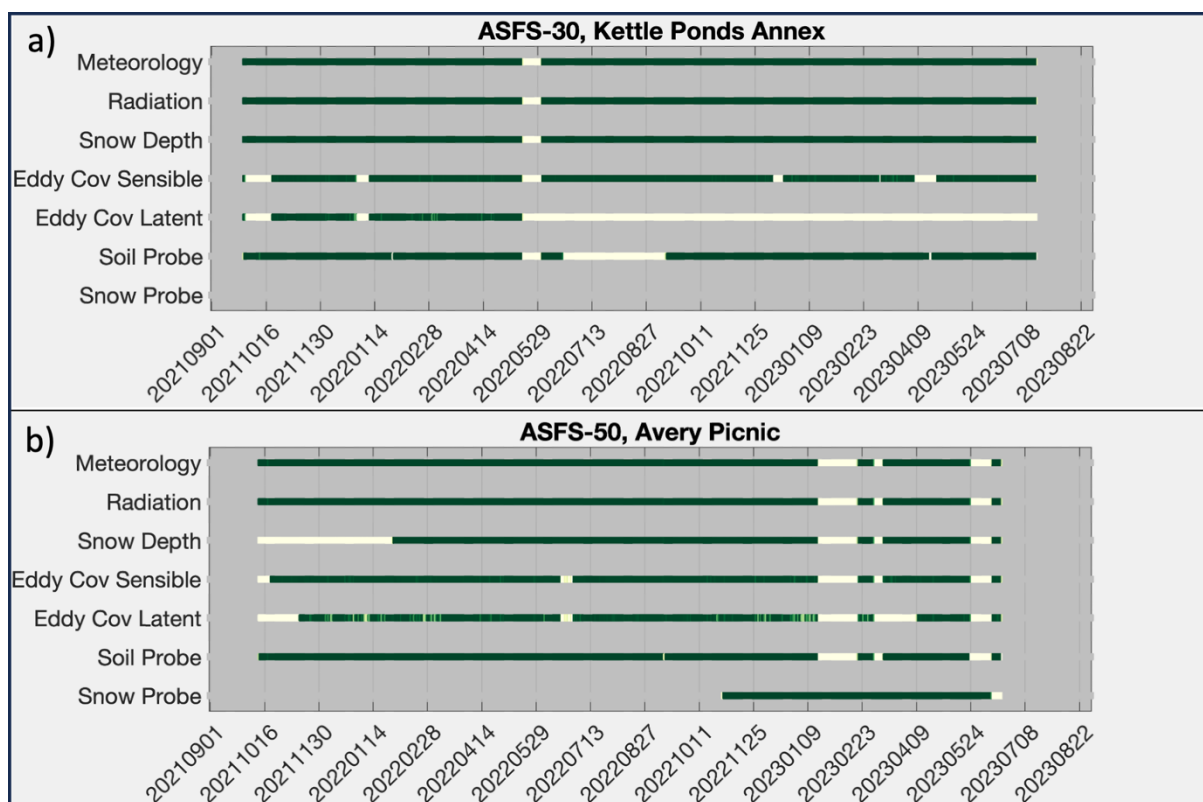 a)
ASFS-30, Kettle Ponds Annex
Meteorology
Radiation
Snow Depth
Eddy Cov Sensible
Eddy Cov Latent
Soil Probe
Snow Probe
20210901
20211016
20211130
20220114
20220228
20220414
20220529
20220713
20220827
20221011
20221125
20230109
20230223
20230409
20230524
20230708
20230822
b)
ASFS-50, Avery Picnic
Meteorology
Radiation
Snow Depth
Eddy Cov Sensible
Eddy Cov Latent
Soil Probe
Snow Probe
20210901
20211016
20211130
20220114
20220228
20220414
20220529
20220713
20220827
20221011
20221125
20230109
20230223
20230409
20230524
20230708
20230822